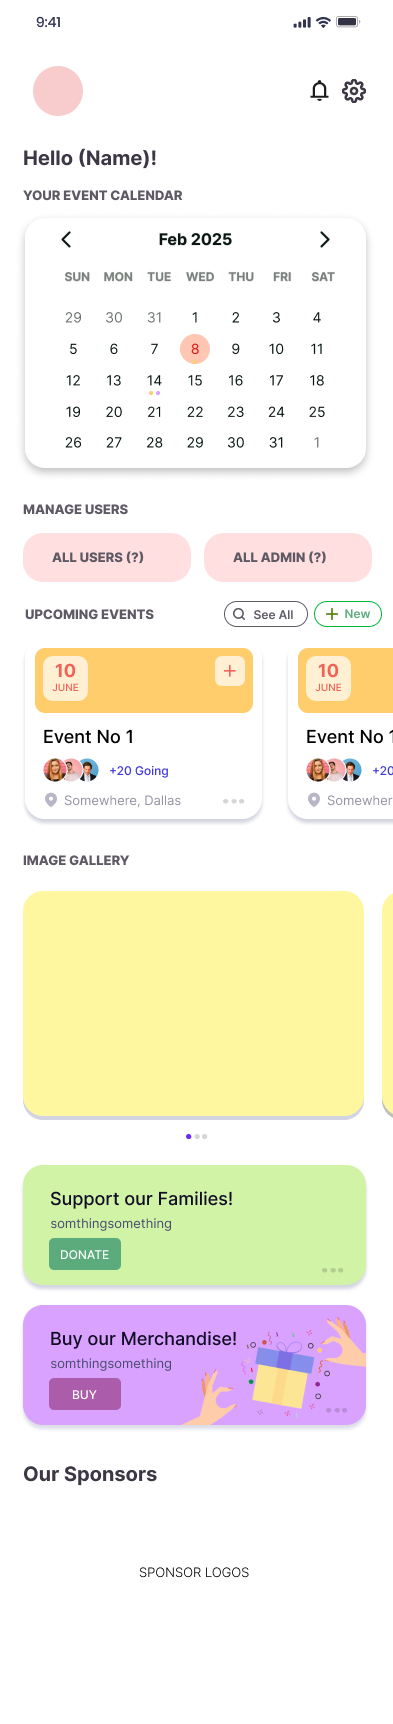 9:41
Hello (Name)!
YOUR EVENT CALENDAR
Feb 2025
SUN MON TUE WED THU FRI SAT
29 30 31 1 2 3 4
5 6 7 8 9 10 11
12 13 14 15 16 17 18
19 20 21 22 23 24 25
26 27 28 29 30 31 1
MANAGE USERS
ALL USERS (?) ALL ADMIN (?)
UPCOMING EVENTS See All + New
10 + 10
JUNE JUNE
Event No 1 Event No 1
+20 Going +20
Somewhere, Dallas Somewher
IMAGE GALLERY
Support our Families!
somthingsomething
DONATE
Buy our Merchandise!
somthingsomething
BUY
Our Sponsors
SPONSOR LOGOS